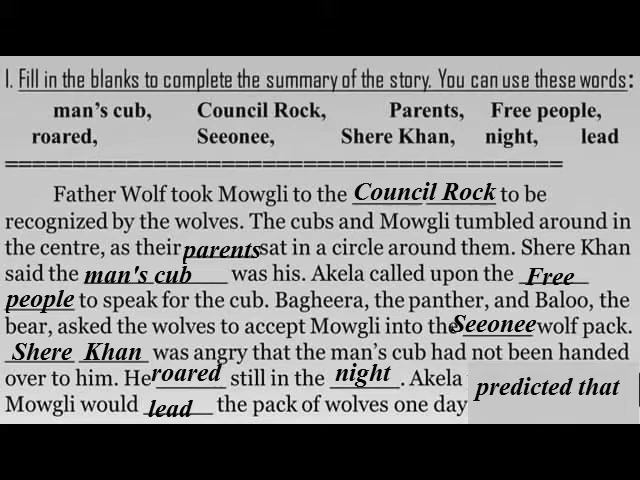 I. Fill in the blanks to complete the summary of the story. You can use these words:
man's cub, Council Rock, Parents, Free people,
roared, Seeonee, Shere Khan, night, lead
============================================
Father Wolf took Mowgli to the Council Rock to be
recognized by the wolves. The cubs and Mowgli tumbled around in
the centre, as their parents sat in a circle around them. Shere Khan
said the man's cub was his. Akela called upon the Free
people to speak for the cub. Bagheera, the panther, and Baloo, the
bear, asked the wolves to accept Mowgli into the Seeonee wolf pack.
Shere Khan was angry that the man's cub had not been handed
over to him. He roared still in the night. Akela predicted that
Mowgli would lead the pack of wolves one day